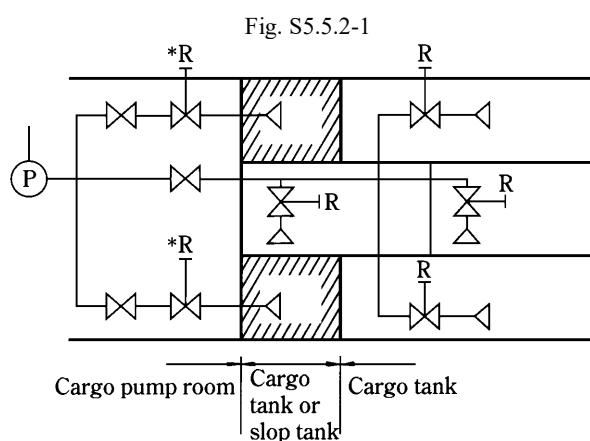 Fig. S5.5.2-1
*R
R
P
R
R
*R
R
Cargo pump room
Cargo
tank or
slop tank
Cargo tank